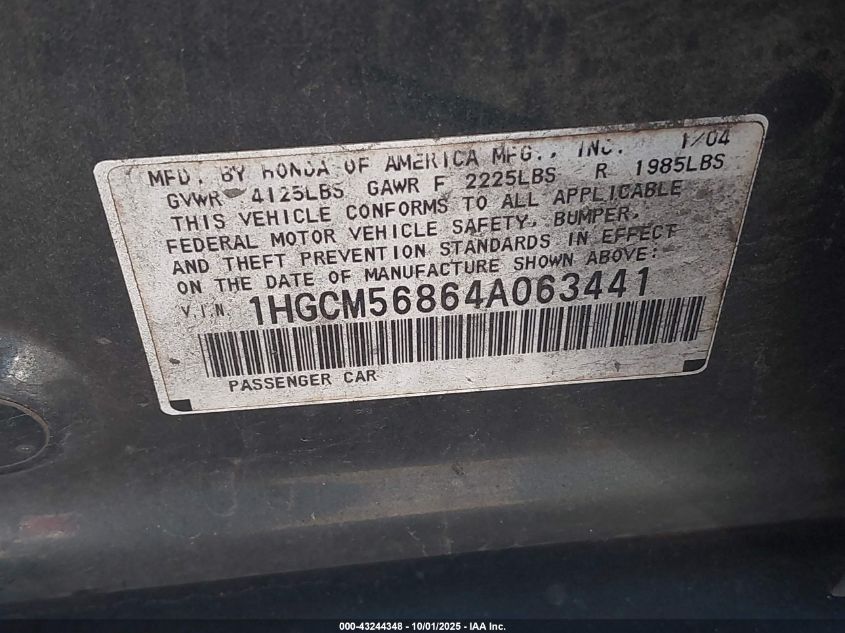 MFD. BY HONDA OF AMERICA MFG., INC. 1/04
GVWR 4125LBS GAWR F 2225LBS R 1985LBS
THIS VEHICLE CONFORMS TO ALL APPLICABLE
FEDERAL MOTOR VEHICLE SAFETY, BUMPER,
AND THEFT PREVENTION STANDARDS IN EFFECT
ON THE DATE OF MANUFACTURE SHOWN ABOVE:
V.I.N. 1HGCM56864A063441
PASSENGER CAR
000-43244348 - 10/01/2025 - IAA Inc.